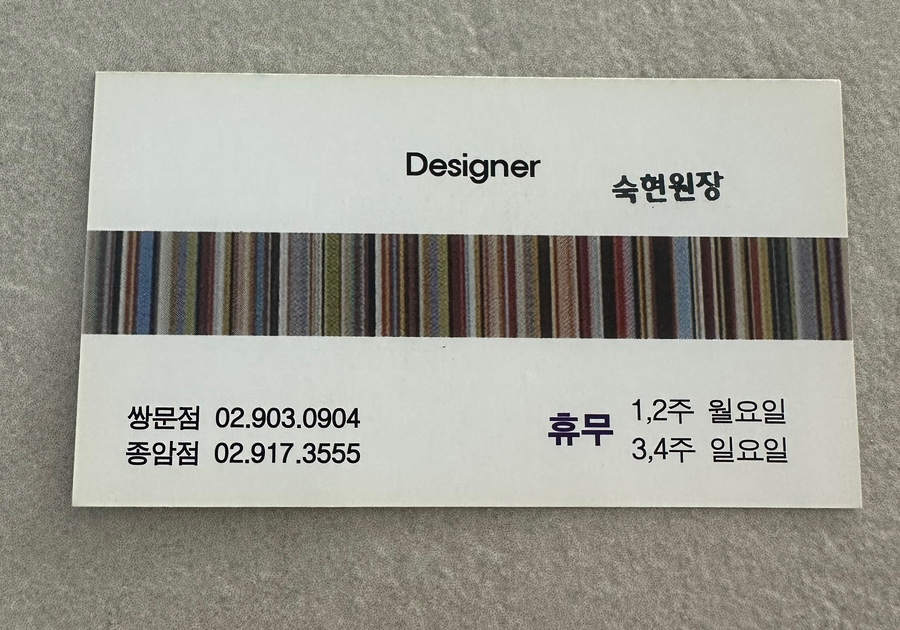 Designer
숙현원장
쌍문점 02.903.0904
종암점 02.917.3555
휴무
1,2주 월요일
3,4주 일요일